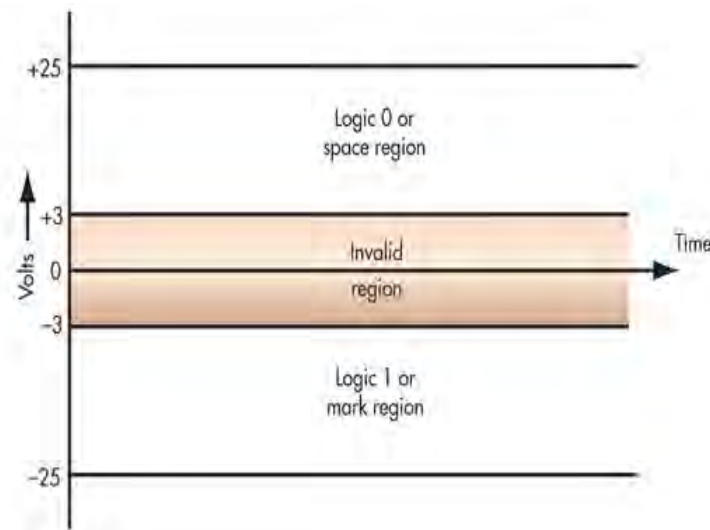 +25
Logic 0 or
space region
+3
Invalid
Time
Volts
0
region
−3
Logic 1 or
mark region
−25